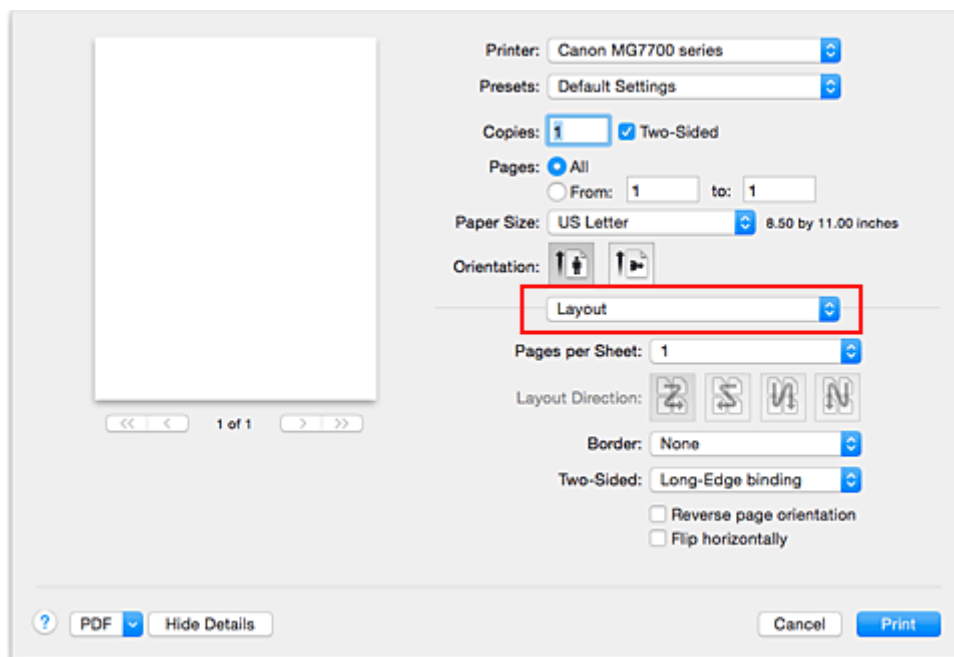 Printer: Canon MG7700 series
Presets: Default Settings
Copies: 1 Two-Sided
Pages: All
From: 1 to: 1
Paper Size: US Letter 8.50 by 11.00 inches
Orientation:
Layout
Pages per Sheet: 1
Layout Direction:
<< < 1 of 1 > >>
Border: None
Two-Sided: Long-Edge binding
Reverse page orientation
Flip horizontally
? PDF Hide Details Cancel Print